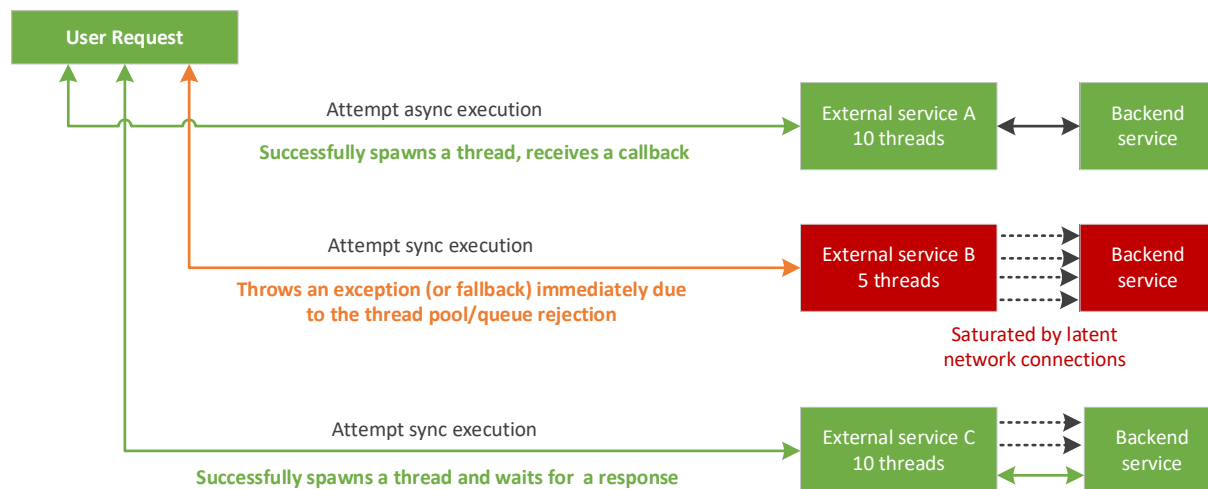 User Request
Attempt async execution
Successfully spawns a thread, receives a callback
External service A
10 threads
Backend
service
Attempt sync execution
Throws an exception (or fallback) immediately due
to the thread pool/queue rejection
External service B
5 threads
Backend
service
Saturated by latent
network connections
Attempt sync execution
Successfully spawns a thread and waits for a response
External service C
10 threads
Backend
service